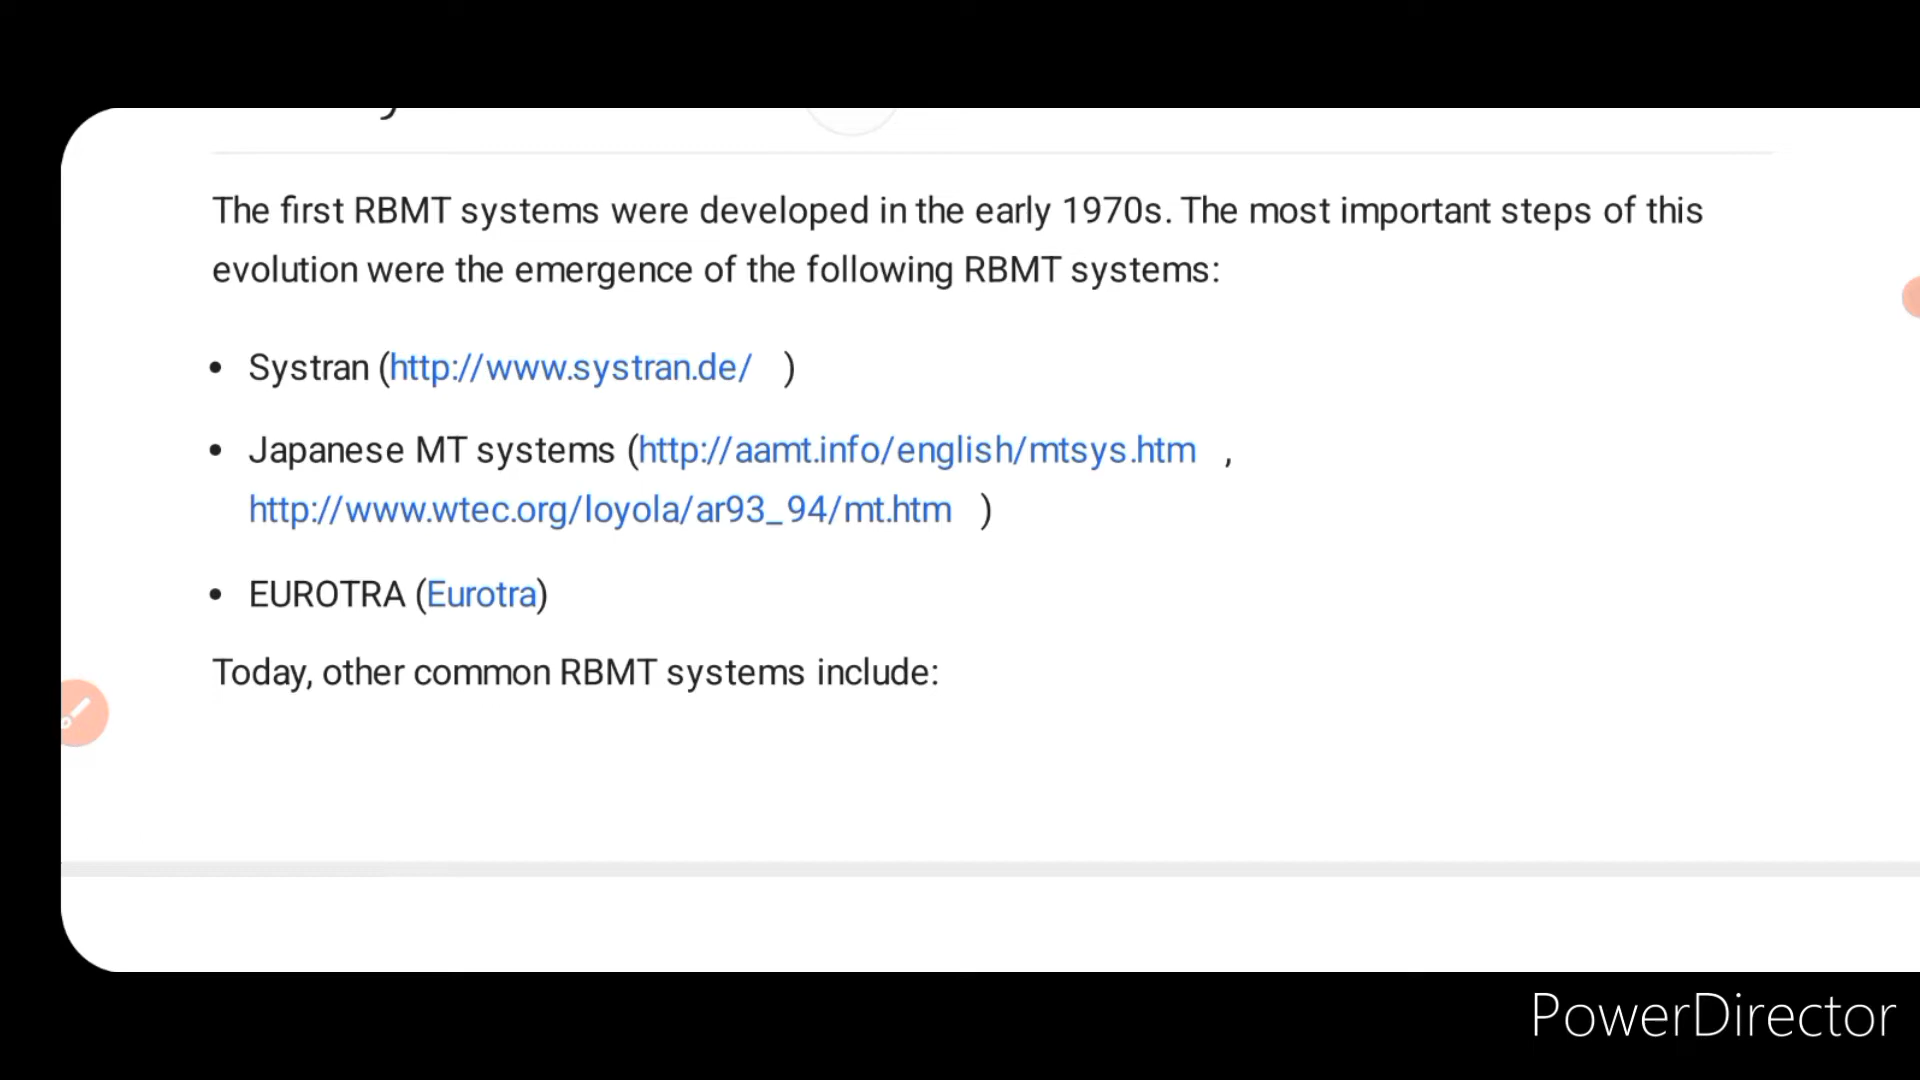 The first RBMT systems were developed in the early 1970s. The most important steps of this
evolution were the emergence of the following RBMT systems:
• Systran (http://www.systran.de/ )
• Japanese MT systems (http://aamt.info/english/mtsys.htm ,
http://www.wtec.org/loyola/ar93_94/mt.htm )
• EUROTRA (Eurotra)
Today, other common RBMT systems include:
PowerDirector